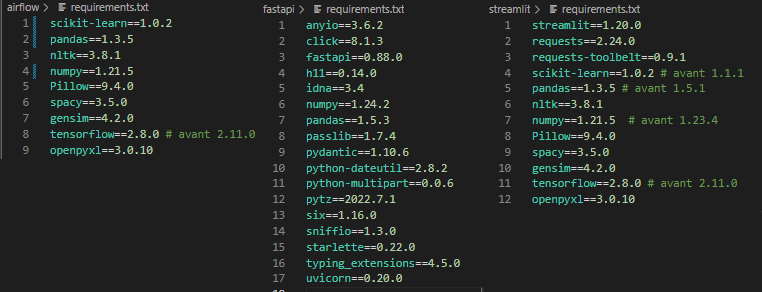 airflow > requirements.txt
1 scikit-learn==1.0.2
2 pandas==1.3.5
3 nltk==3.8.1
4 numpy==1.21.5
5 Pillow==9.4.0
6 spacy==3.5.0
7 gensim==4.2.0
8 tensorflow==2.8.0 # avant 2.11.0
9 openpyxl==3.0.10
fastapi > requirements.txt
1 anyio==3.6.2
2 click==8.1.3
3 fastapi==0.88.0
4 h11==0.14.0
5 idna==3.4
6 numpy==1.24.2
7 pandas==1.5.3
8 passlib==1.7.4
9 pydantic==1.10.6
10 python-dateutil==2.8.2
11 python-multipart==0.0.6
12 pytz==2022.7.1
13 six==1.16.0
14 sniffio==1.3.0
15 starlette==0.22.0
16 typing_extensions==4.5.0
17 uvicorn==0.20.0
streamlit > requirements.txt
1 streamlit==1.20.0
2 requests==2.24.0
3 requests-toolbelt==0.9.1
4 scikit-learn==1.0.2 # avant 1.1.1
5 pandas==1.3.5 # avant 1.5.1
6 nltk==3.8.1
7 numpy==1.21.5 # avant 1.23.4
8 Pillow==9.4.0
9 spacy==3.5.0
10 gensim==4.2.0
11 tensorflow==2.8.0 # avant 2.11.0
12 openpyxl==3.0.10